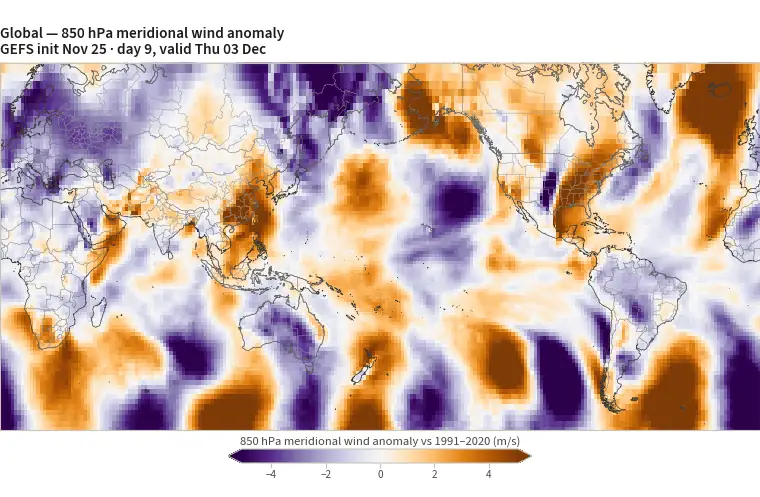 Global — 850 hPa meridional wind anomaly
GEFS init Nov 25 · day 9, valid Thu 03 Dec
850 hPa meridional wind anomaly vs 1991–2020 (m/s)
−4 −2 0 2 4